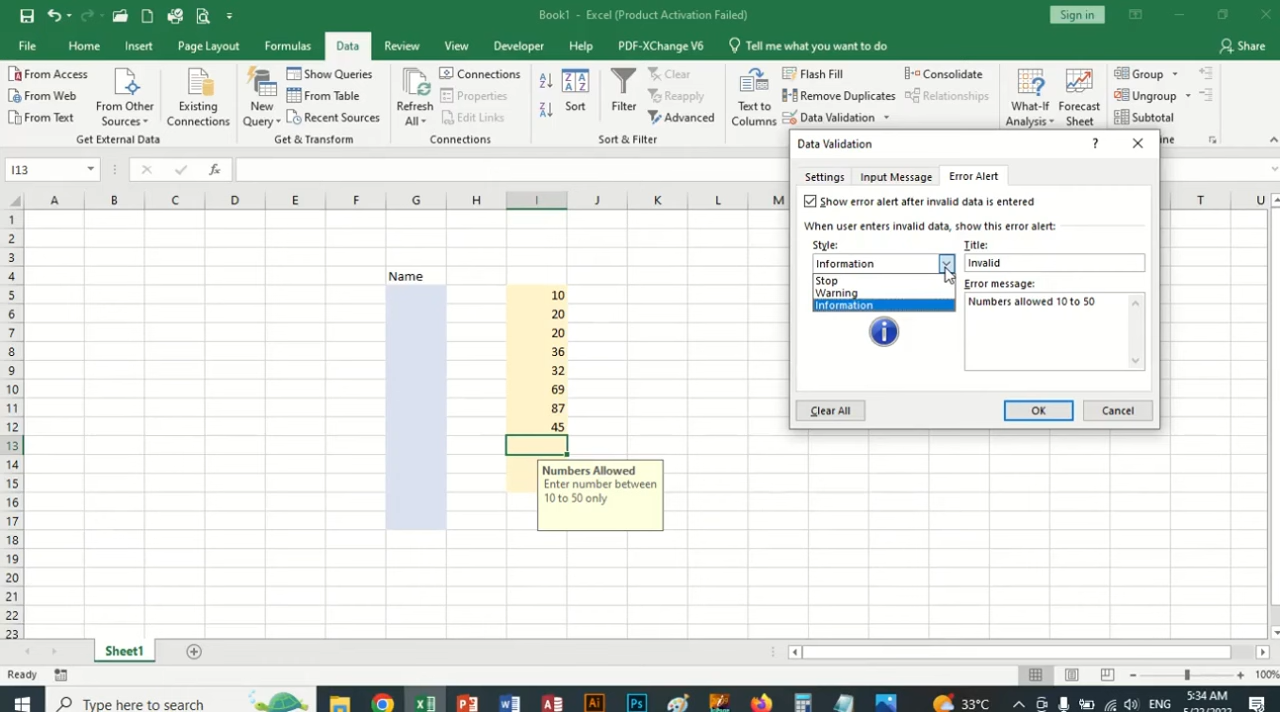 Book1 - Excel (Product Activation Failed)
Sign in
File Home Insert Page Layout Formulas Data Review View Developer Help PDF-XChange V6 Tell me what you want to do Share
From Access
From Web
From Text
From Other Sources
Existing Connections
Get External Data
New Query
Show Queries
From Table
Recent Sources
Get & Transform
Refresh All
Connections
Properties
Edit Links
Connections
A Z
Z A
Sort
Filter
Clear
Reapply
Advanced
Sort & Filter
Text to Columns
Flash Fill
Remove Duplicates
Data Validation
Consolidate
Relationships
What-If Analysis
Forecast Sheet
Group
Ungroup
Subtotal
ine
I13
fx
A B C D E F G H I J K L M T U
1
2
3
4 Name
5 10
6 20
7 20
8 36
9 32
10 69
11 87
12 45
13
14
15
16
17
18
19
20
21
22
23
Numbers Allowed
Enter number between
10 to 50 only
Data Validation ?
Settings Input Message Error Alert
Show error alert after invalid data is entered
When user enters invalid data, show this error alert:
Style: Title:
Information Invalid
Stop
Warning
Information
Error message:
Numbers allowed 10 to 50
Clear All OK Cancel
Sheet1
Ready 100%
Type here to search
33°C
ENG
5:34 AM